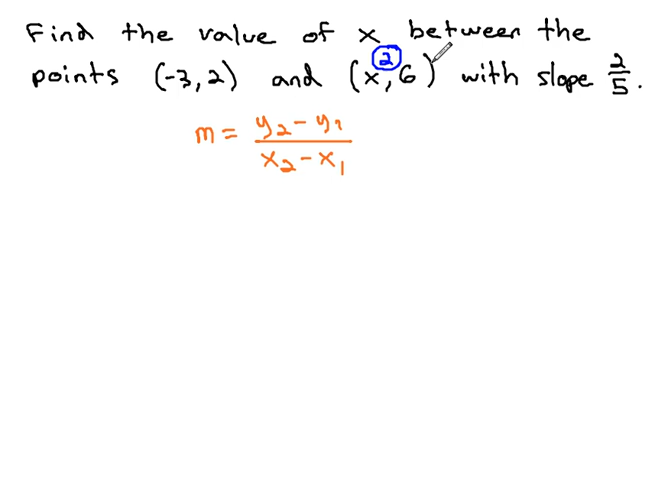 Find the value of x between the
②
points (-3, 2) and (x, 6) with slope 2/5.
m = y₂ - y₁ / x₂ - x₁